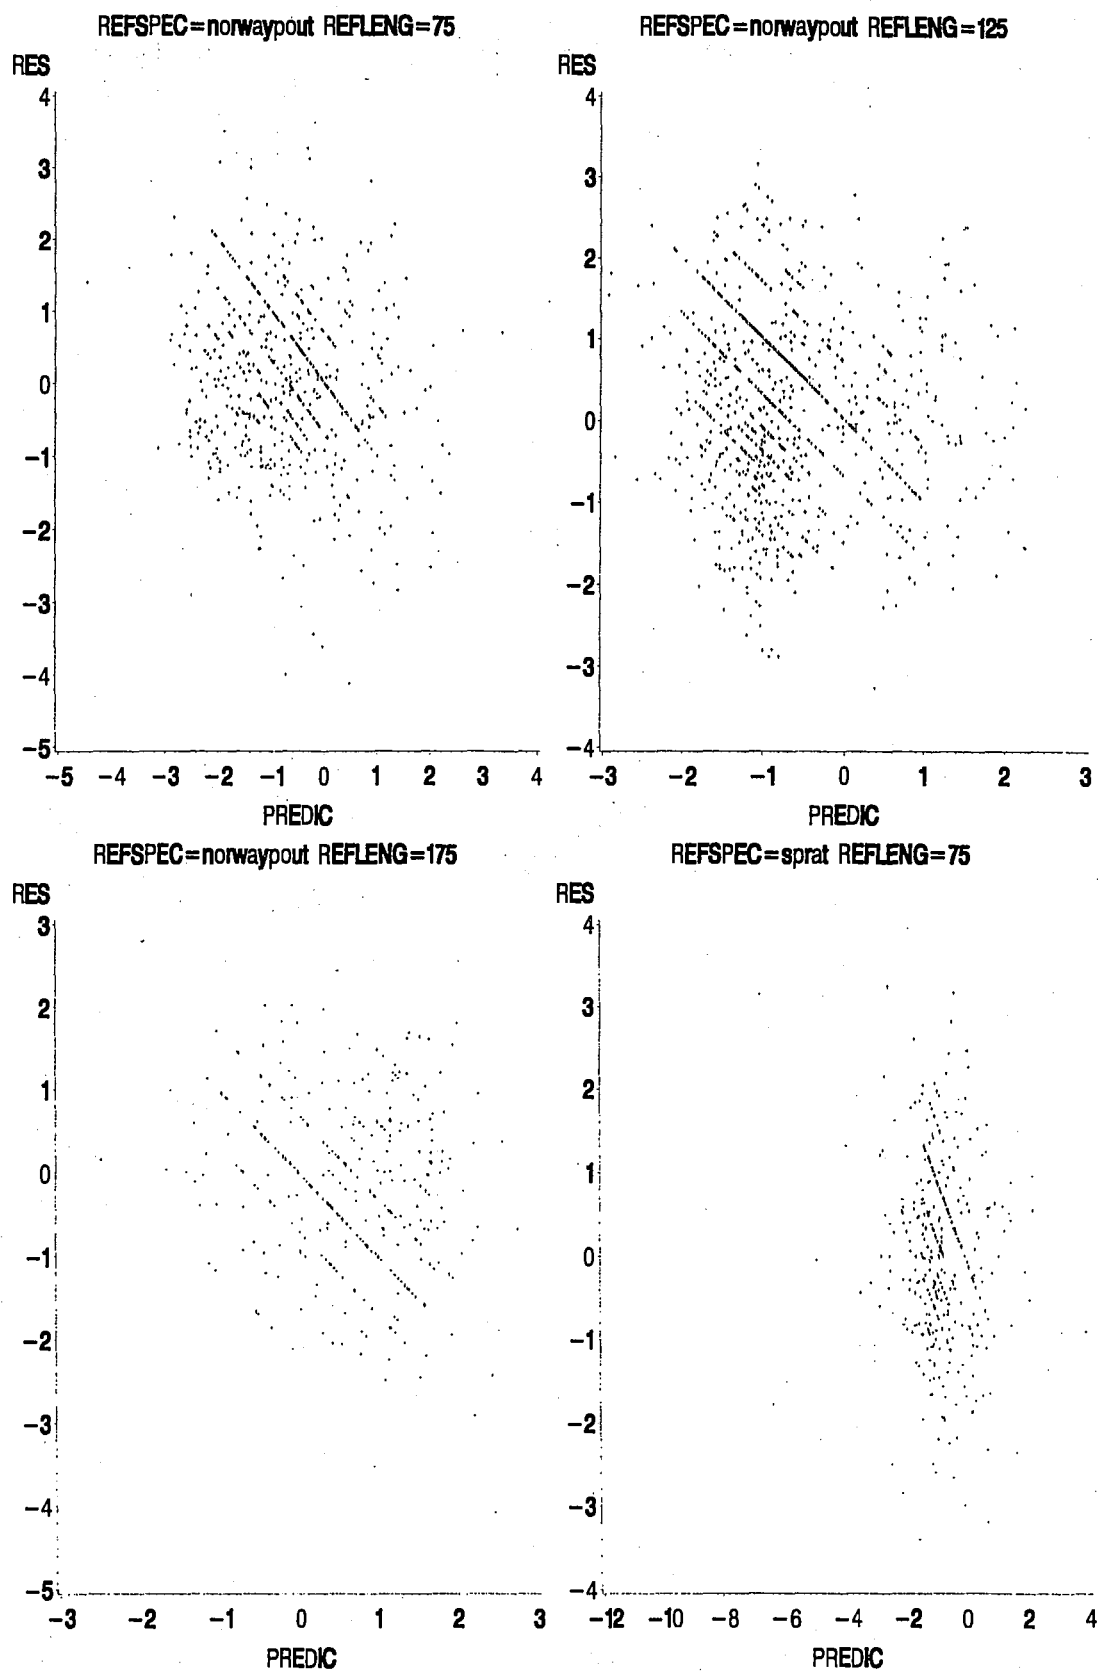 REFSPEC=norwaypout REFLENG=75
RES
4
3
2
1
0
−1
−2
−3
−4
−5
−5 −4 −3 −2 −1 0 1 2 3 4
PREDIC
REFSPEC=norwaypout REFLENG=125
RES
4
3
2
1
0
−1
−2
−3
−4
−3 −2 −1 0 1 2 3
PREDIC
REFSPEC=norwaypout REFLENG=175
RES
3
2
1
0
−1
−2
−3
−4
−5
−3 −2 −1 0 1 2 3
PREDIC
REFSPEC=sprat REFLENG=75
RES
4
3
2
1
0
−1
−2
−3
−4
−12 −10 −8 −6 −4 −2 0 2 4
PREDIC